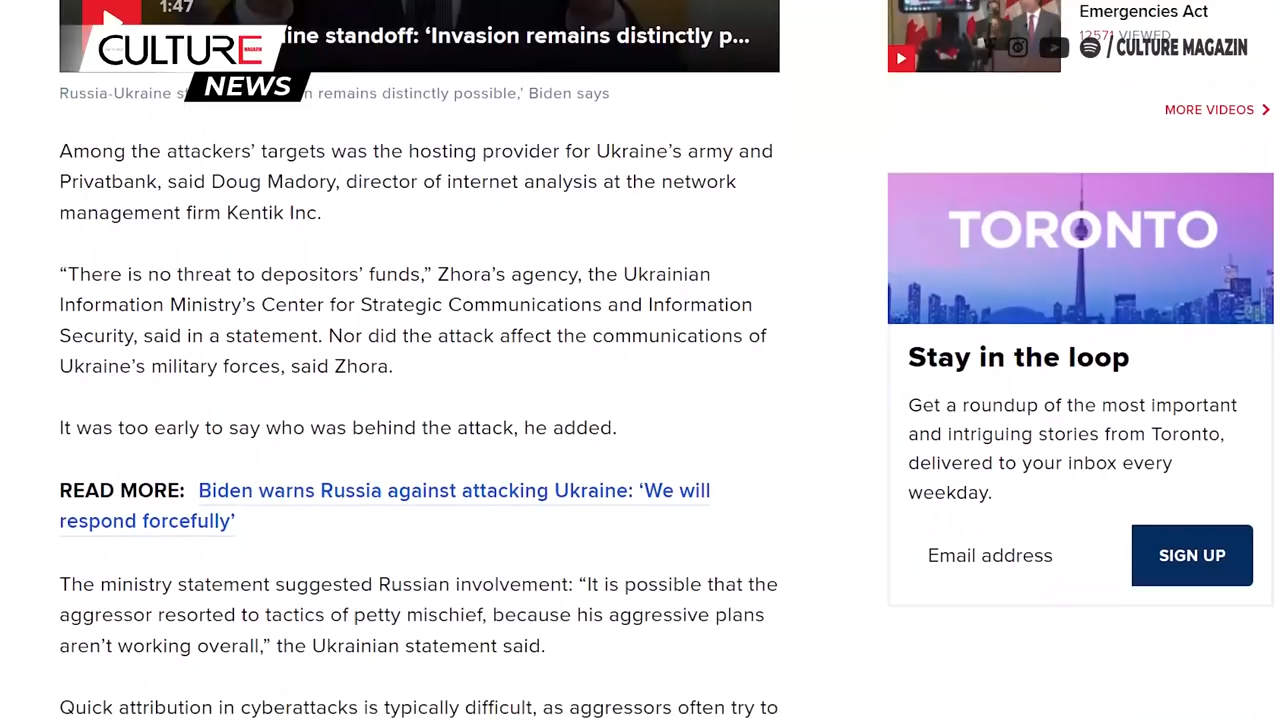 1:47
ine standoff: ‘Invasion remains distinctly p...
CULTURE
MAGAZIN
NEWS
Russia-Ukraine s
n remains distinctly possible,’ Biden says
Among the attackers’ targets was the hosting provider for Ukraine’s army and
Privatbank, said Doug Madory, director of internet analysis at the network
management firm Kentik Inc.
“There is no threat to depositors’ funds,” Zhora’s agency, the Ukrainian
Information Ministry’s Center for Strategic Communications and Information
Security, said in a statement. Nor did the attack affect the communications of
Ukraine’s military forces, said Zhora.
It was too early to say who was behind the attack, he added.
READ MORE: Biden warns Russia against attacking Ukraine: ‘We will
respond forcefully’
The ministry statement suggested Russian involvement: “It is possible that the
aggressor resorted to tactics of petty mischief, because his aggressive plans
aren’t working overall,” the Ukrainian statement said.
Quick attribution in cyberattacks is typically difficult, as aggressors often try to
Emergencies Act
12571 VIEWED
/ CULTURE MAGAZIN
MORE VIDEOS
TORONTO
Stay in the loop
Get a roundup of the most important
and intriguing stories from Toronto,
delivered to your inbox every
weekday.
Email address
SIGN UP